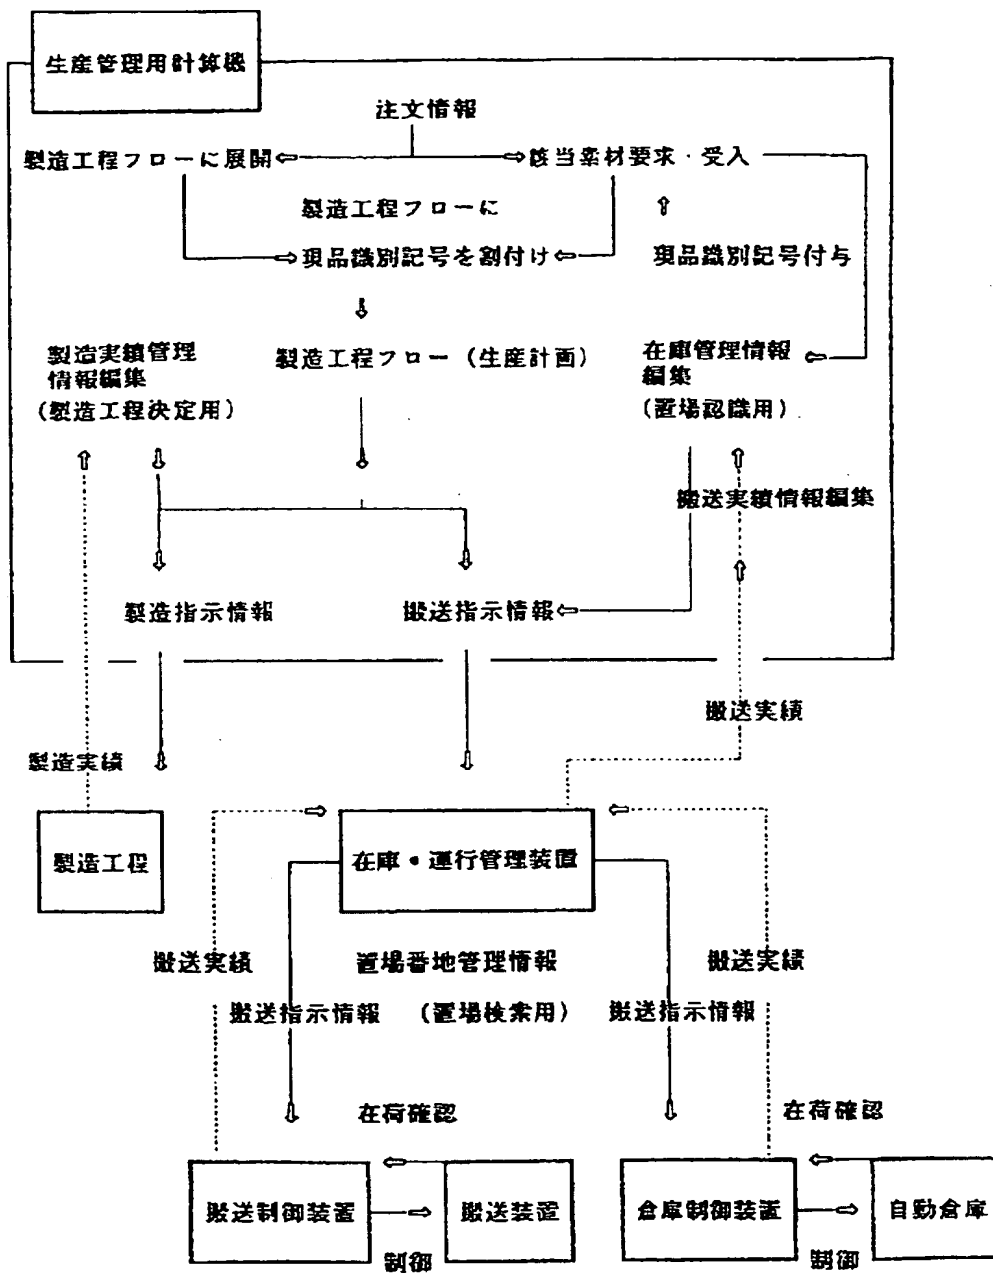 生産管理用計算機
注文情報
製造工程フローに展開
該当素材要求・受入
製造工程フローに
現品識別記号を割付け
現品識別記号付与
製造実績管理
情報編集
(製造工程決定用)
製造工程フロー(生産計画)
在庫管理情報
編集
(置場認識用)
搬送実績情報編集
製造指示情報
搬送指示情報
搬送実績
製造実績
製造工程
在庫・運行管理装置
搬送実績
置場番地管理情報
搬送実績
搬送指示情報
(置場検索用)
搬送指示情報
在荷確認
在荷確認
搬送制御装置
搬送装置
倉庫制御装置
自動倉庫
制御
制御